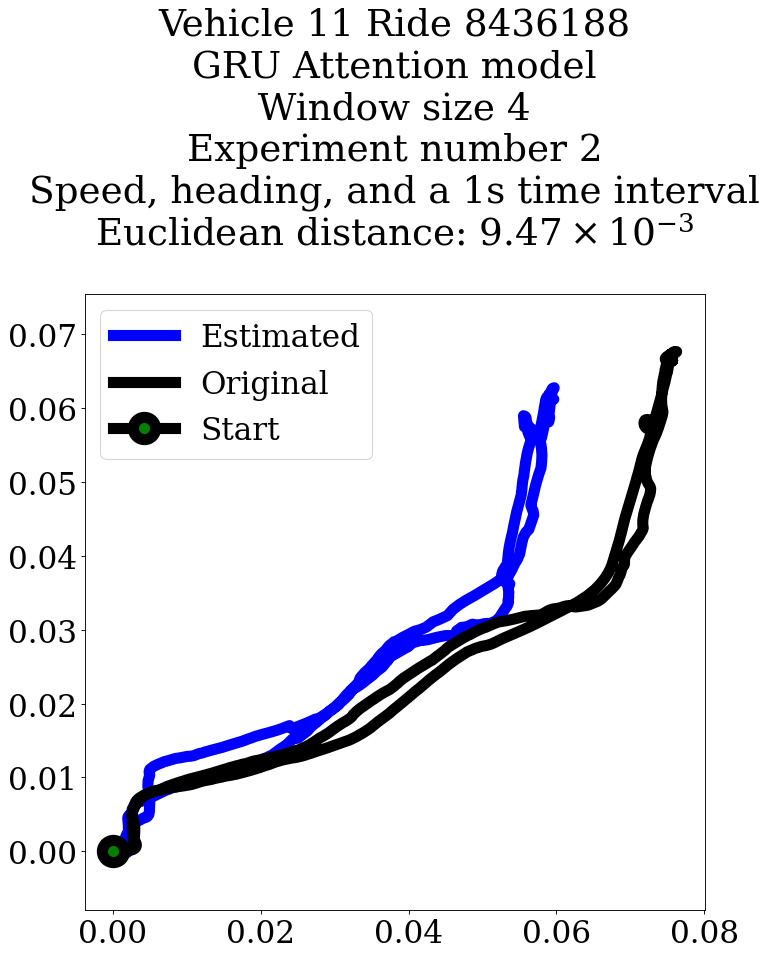 Vehicle 11 Ride 8436188
GRU Attention model
Window size 4
Experiment number 2
Speed, heading, and a 1s time interval
Euclidean distance: 9.47 × 10⁻³
Estimated
Original
Start
0.07
0.06
0.05
0.04
0.03
0.02
0.01
0.00
0.00 0.02 0.04 0.06 0.08